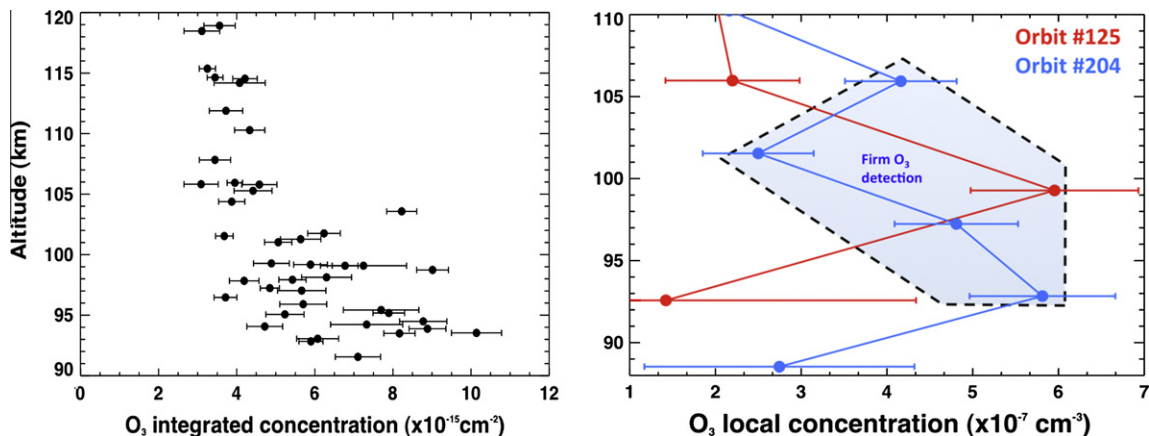 120
115
110
105
100
95
90
Altitude (km)
0 2 4 6 8 10 12
O₃ integrated concentration (x10⁻¹⁵cm⁻²)
110
105
100
95
90
Orbit #125
Orbit #204
Firm O₃
detection
1 2 3 4 5 6 7
O₃ local concentration (x10⁻⁷ cm⁻³)